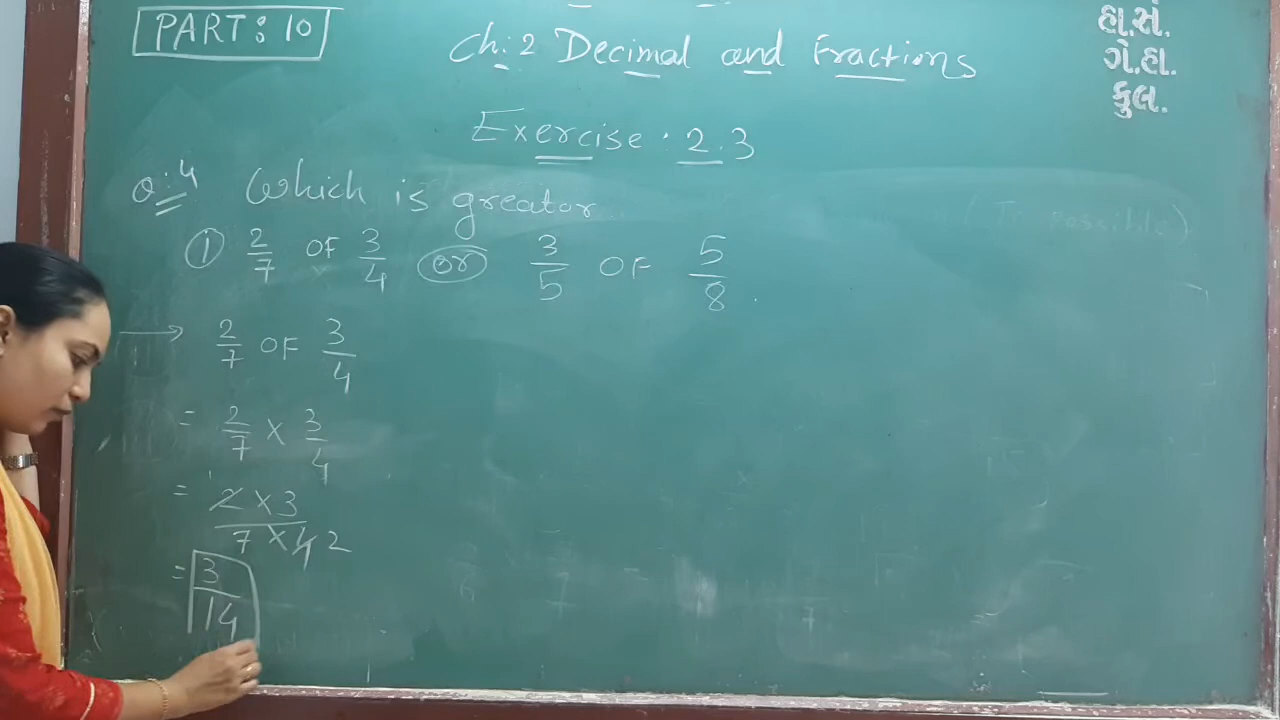 PART: 10
Ch: 2 Decimal and Fractions
હા.સં.
ગે.હા.
કુલ.
Exercise: 2.3
Q:4 Which is greator
① 2/7 OF 3/4 or 3/5 OF 5/8.
→ 2/7 OF 3/4
= 2/7 × 3/4
= 1 2 × 3 / 7 × 4 2
= 3/14